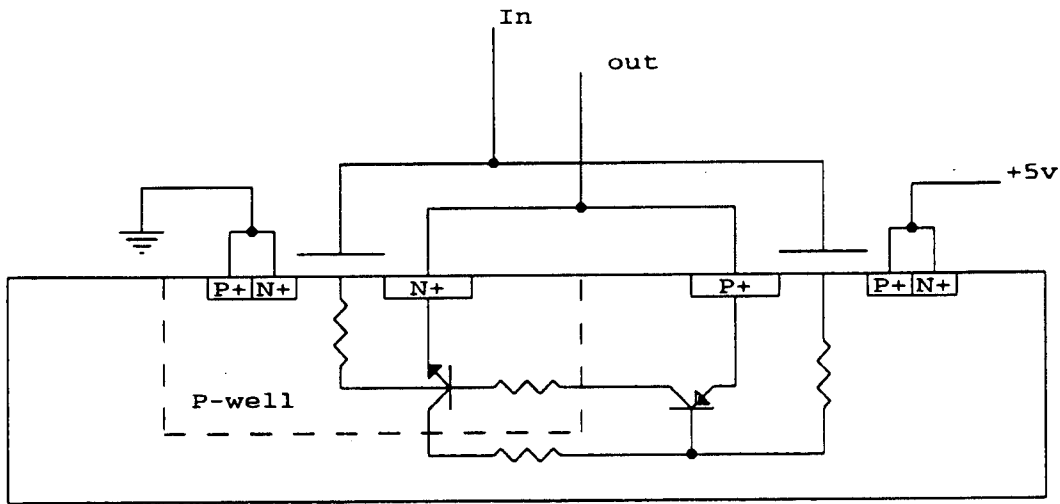 In
out
+5v
P+ N+
N+
P+
P+ N+
P-well